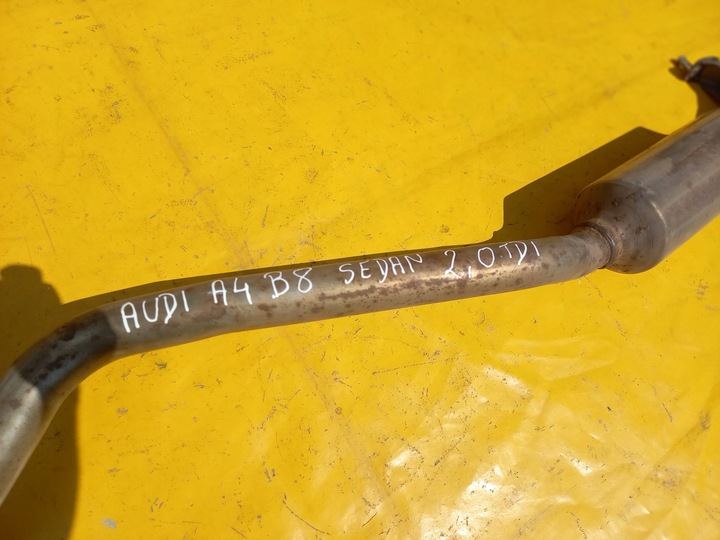 AUDI A4 B8 SEDAN 2,0TDI